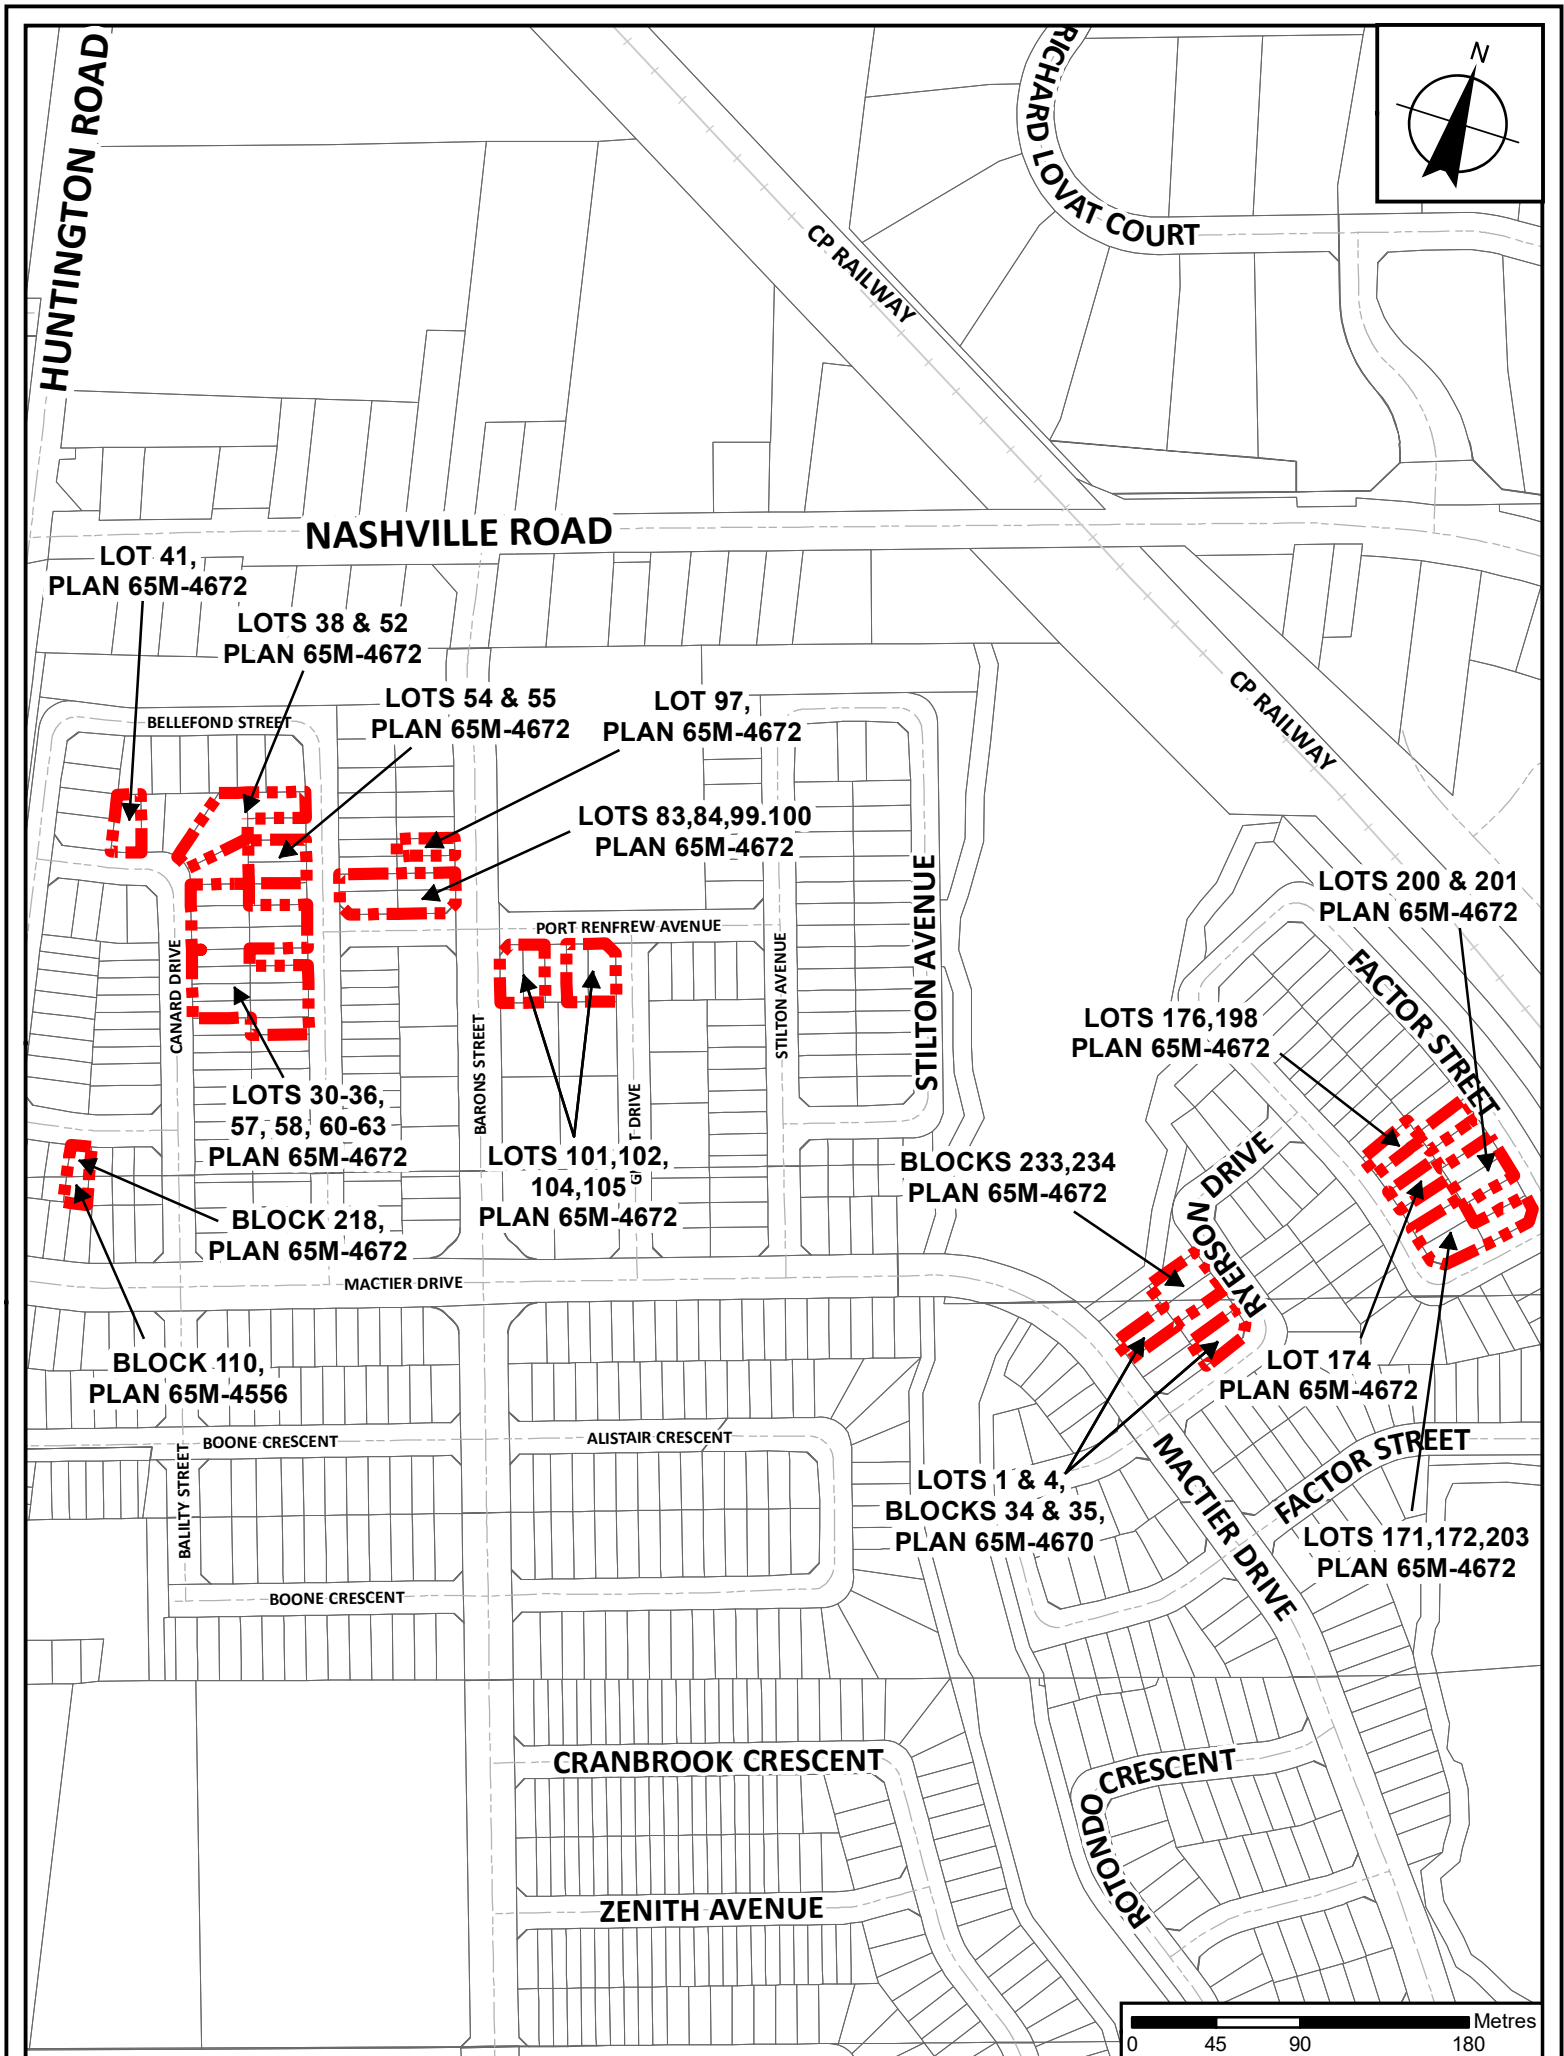 HUNTINGTON ROAD
RICHARD LOVAT COURT
N
CP RAILWAY
NASHVILLE ROAD
LOT 41,
PLAN 65M-4672
LOTS 38 & 52
PLAN 65M-4672
LOTS 54 & 55
PLAN 65M-4672
LOT 97,
PLAN 65M-4672
CP RAILWAY
BELLEFOND STREET
LOTS 83,84,99.100
PLAN 65M-4672
STILTON AVENUE
LOTS 200 & 201
PLAN 65M-4672
PORT RENFREW AVENUE
CANARD DRIVE
STILTON AVENUE
FACTOR STREET
LOTS 176,198
PLAN 65M-4672
BARONS STREET
LOTS 30-36,
57, 58, 60-63
PLAN 65M-4672
DRIVE
LOTS 101,102,
104,105
PLAN 65M-4672
BLOCKS 233,234
PLAN 65M-4672
RYERSON DRIVE
BLOCK 218,
PLAN 65M-4672
MACTIER DRIVE
BLOCK 110,
PLAN 65M-4556
LOT 174
PLAN 65M-4672
BOONE CRESCENT
ALISTAIR CRESCENT
BALILTY STREET
LOTS 1 & 4,
BLOCKS 34 & 35,
PLAN 65M-4670
MACTIER DRIVE
FACTOR STREET
LOTS 171,172,203
PLAN 65M-4672
BOONE CRESCENT
CRANBROOK CRESCENT
ROTONDO CRESCENT
ZENITH AVENUE
Metres
0 45 90 180